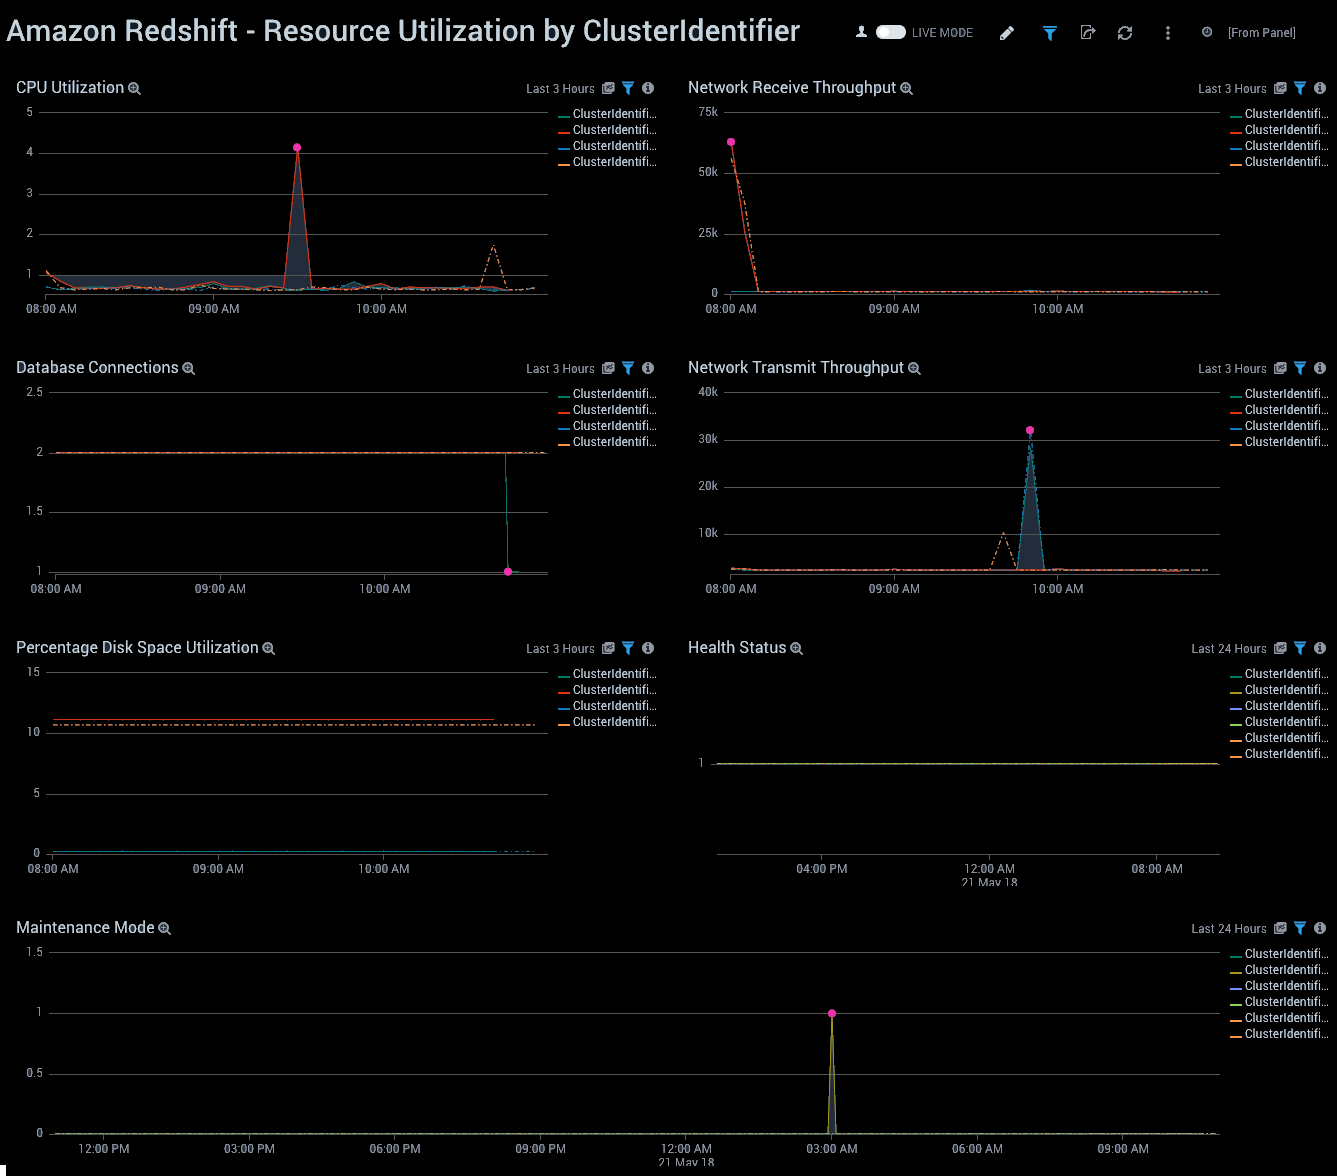 Amazon Redshift - Resource Utilization by ClusterIdentifier
LIVE MODE
[From Panel]
CPU Utilization
Last 3 Hours
5
4
3
2
1
08:00 AM 09:00 AM 10:00 AM
ClusterIdentifi...
ClusterIdentifi...
ClusterIdentifi...
ClusterIdentifi...
Network Receive Throughput
Last 3 Hours
75k
50k
25k
0
08:00 AM 09:00 AM 10:00 AM
ClusterIdentifi...
ClusterIdentifi...
ClusterIdentifi...
ClusterIdentifi...
Database Connections
Last 3 Hours
2.5
2
1.5
1
08:00 AM 09:00 AM 10:00 AM
ClusterIdentifi...
ClusterIdentifi...
ClusterIdentifi...
ClusterIdentifi...
Network Transmit Throughput
Last 3 Hours
40k
30k
20k
10k
08:00 AM 09:00 AM 10:00 AM
ClusterIdentifi...
ClusterIdentifi...
ClusterIdentifi...
ClusterIdentifi...
Percentage Disk Space Utilization
Last 3 Hours
15
10
5
0
08:00 AM 09:00 AM 10:00 AM
ClusterIdentifi...
ClusterIdentifi...
ClusterIdentifi...
ClusterIdentifi...
Health Status
Last 24 Hours
1
04:00 PM 12:00 AM 08:00 AM
21 May 18
ClusterIdentifi...
ClusterIdentifi...
ClusterIdentifi...
ClusterIdentifi...
ClusterIdentifi...
ClusterIdentifi...
Maintenance Mode
Last 24 Hours
1.5
1
0.5
0
12:00 PM 03:00 PM 06:00 PM 09:00 PM 12:00 AM 03:00 AM 06:00 AM 09:00 AM
21 May 18
ClusterIdentifi...
ClusterIdentifi...
ClusterIdentifi...
ClusterIdentifi...
ClusterIdentifi...
ClusterIdentifi...